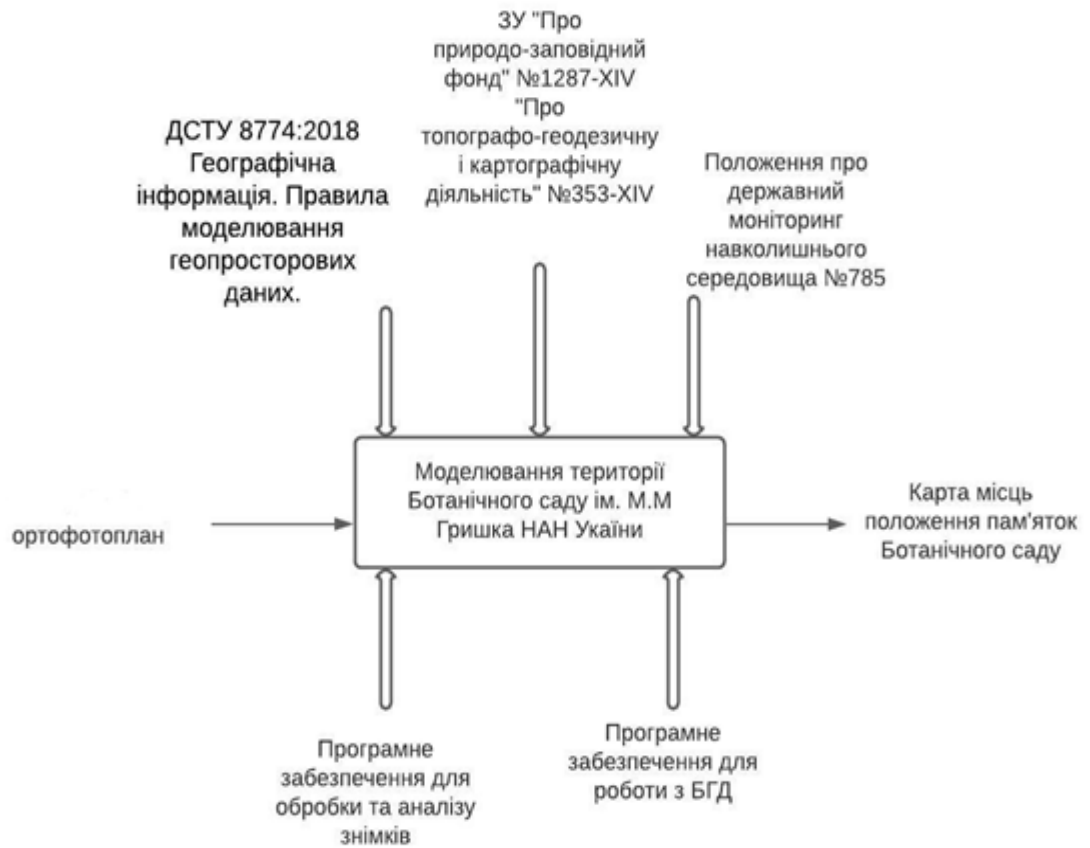 ЗУ "Про
природо-заповідний
фонд" №1287-XIV
"Про
топографо-геодезичну
і картографічну
діяльність" №353-XIV
ДСТУ 8774:2018
Географічна
інформація. Правила
моделювання
геопросторових
даних.
Положення про
державний
моніторинг
навколишнього
середовища №785
Моделювання території
Ботанічного саду ім. М.М
Гришка НАН Укаїни
ортофотоплан
Карта місць
положення пам'яток
Ботанічного саду
Програмне
забезпечення для
обробки та аналізу
знімків
Програмне
забезпечення для
роботи з БГД